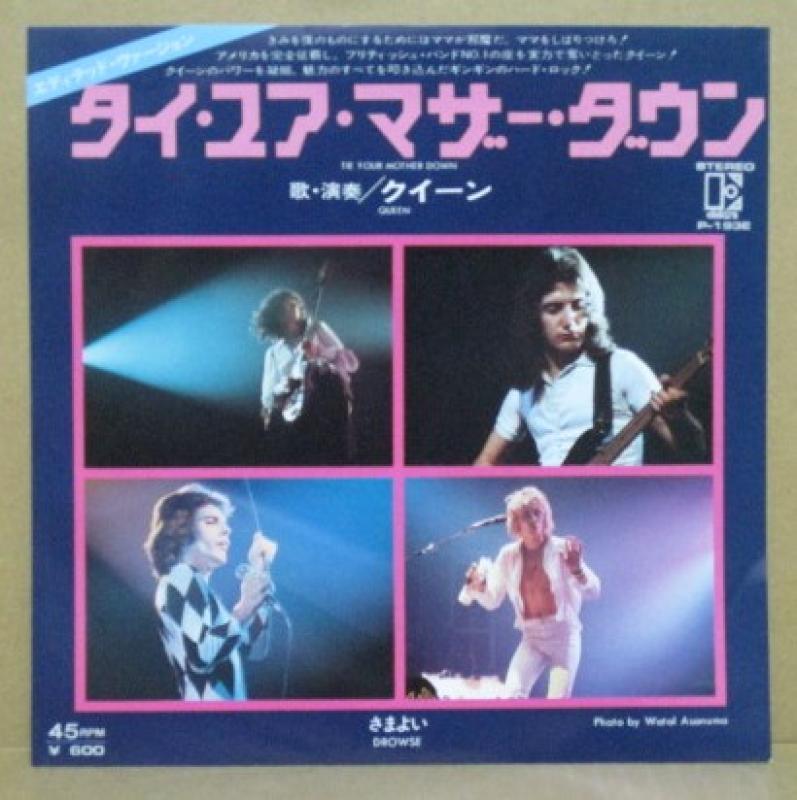 エディテッド・ヴァージョン
きみを僕のものにするためにはママが邪魔だ、ママをしばりつけろ!
アメリカを完全征覇し、ブリティッシュ・バンドNO.1の座を実力で奪いとったクイーン!
クイーンのパワーを凝縮、魅力のすべてを叩き込んだギンギンのハード・ロック!
タイ・ユア・マザー・ダウン
TIE YOUR MOTHER DOWN
STEREO
歌・演奏/クイーン
QUEEN
P-193E
45RPM
¥ 600
さまよい
DROWSE
Photo by Watal Asanuma